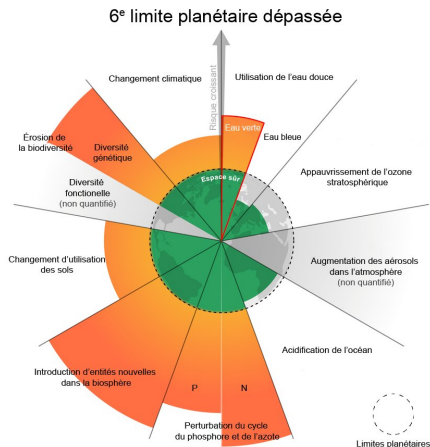 6e limite planétaire dépassée
Changement climatique
Utilisation de l'eau douce
Risque croissant
Eau verte
Eau bleue
Érosion de
la biodiversité
Diversité
génétique
Diversité
fonctionelle
(non quantifié)
Espace sûr
Appauvrissement de l'ozone
stratosphérique
Changement d'utilisation
des sols
Augmentation des aérosols
dans l'atmosphère
(non quantifié)
Introduction d'entités nouvelles
dans la biosphère
P
N
Acidification de l'océan
Perturbation du cycle
du phosphore et de l'azote
Limites planétaires